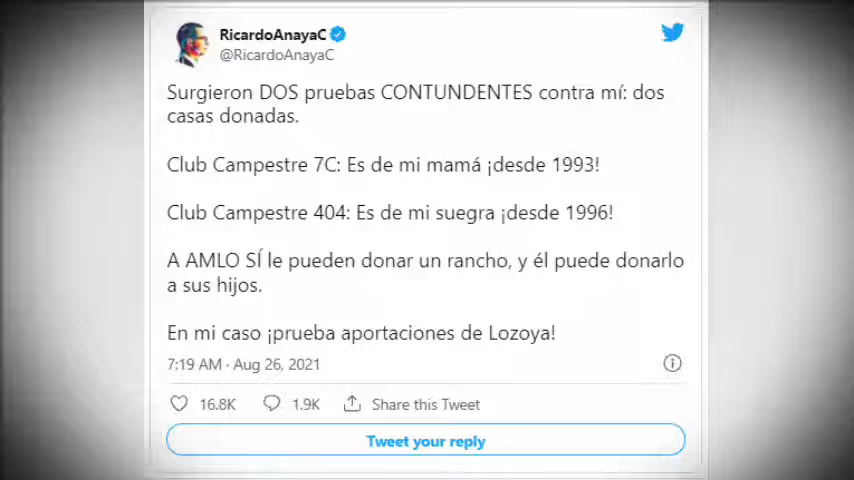 RicardoAnayaC
@RicardoAnayaC
Surgieron DOS pruebas CONTUNDENTES contra mí: dos
casas donadas.
Club Campestre 7C: Es de mi mamá ¡desde 1993!
Club Campestre 404: Es de mi suegra ¡desde 1996!
A AMLO SÍ le pueden donar un rancho, y él puede donarlo
a sus hijos.
En mi caso ¡prueba aportaciones de Lozoya!
7:19 AM · Aug 26, 2021
16.8K 1.9K Share this Tweet
Tweet your reply